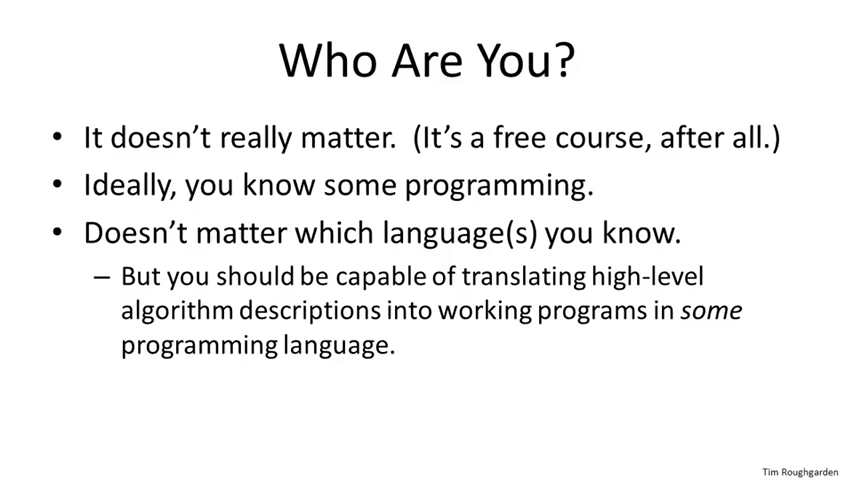 Who Are You?
• It doesn’t really matter. (It’s a free course, after all.)
• Ideally, you know some programming.
• Doesn’t matter which language(s) you know.
– But you should be capable of translating high-level
algorithm descriptions into working programs in some
programming language.
Tim Roughgarden